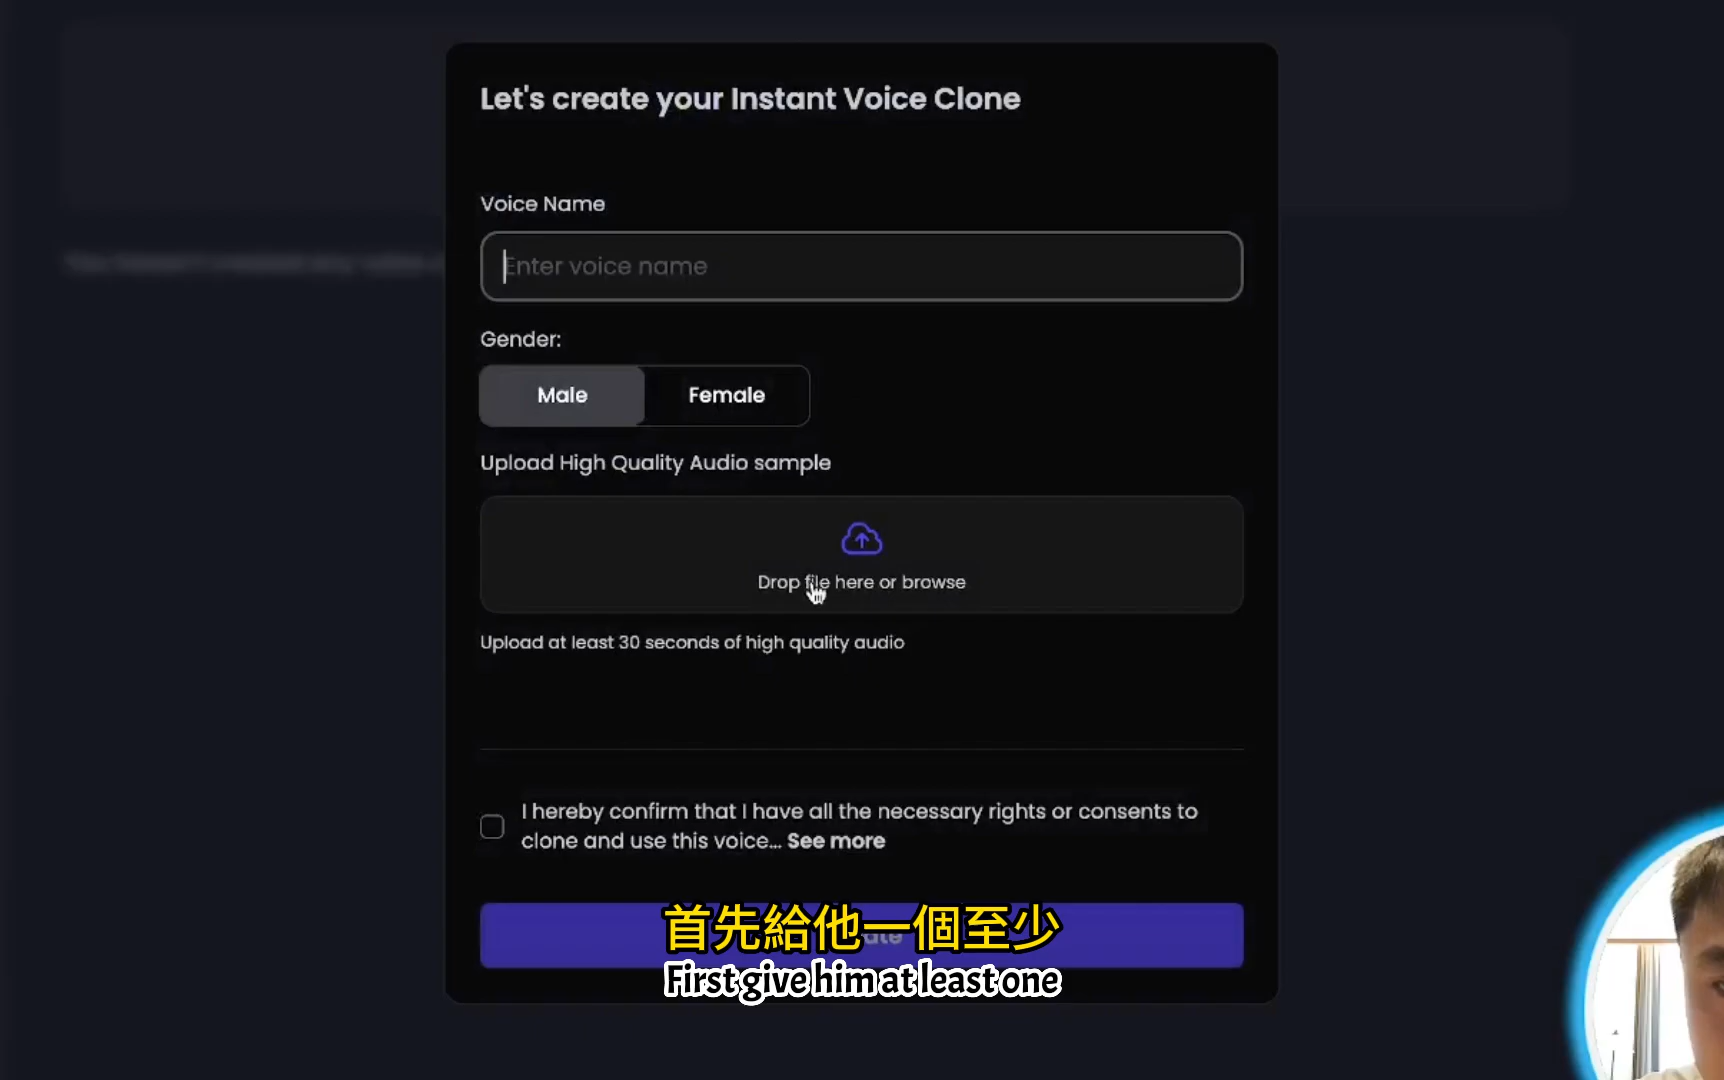 Let's create your Instant Voice Clone
Voice Name
Enter voice name
Gender:
Male Female
Upload High Quality Audio sample
Drop file here or browse
Upload at least 30 seconds of high quality audio
I hereby confirm that I have all the necessary rights or consents to
clone and use this voice... See more
首先給他一個至少
First give him at least one